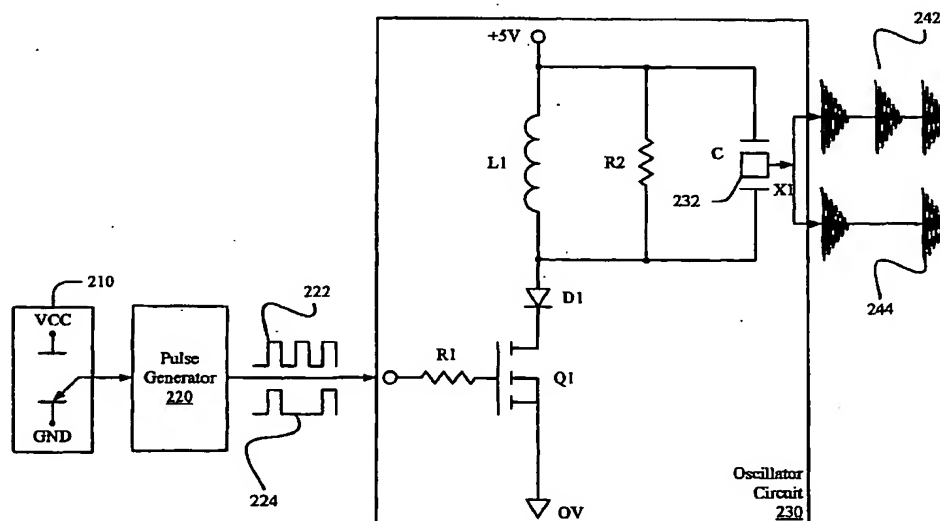 242
+5V
L1
R2
C
X1
232
244
210
VCC
GND
Pulse
Generator
220
222
224
D1
R1
Q1
OV
Oscillator
Circuit
230